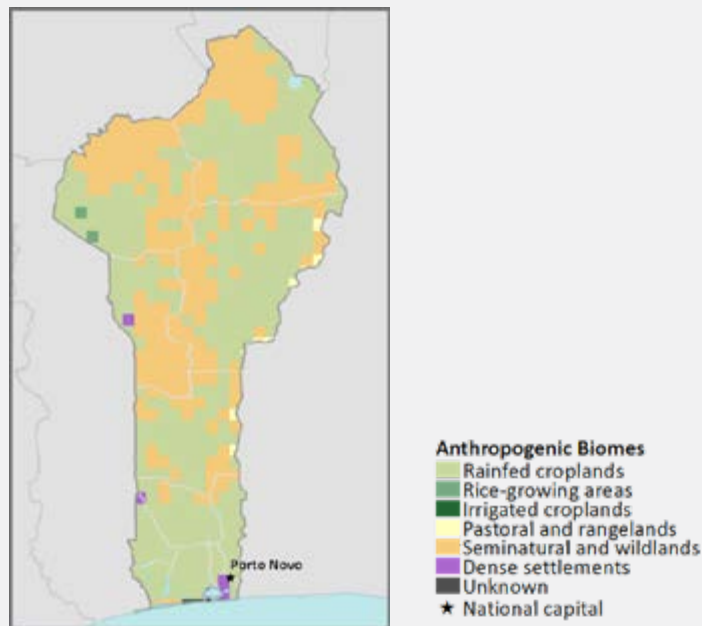 Porto Novo
Anthropogenic Biomes
Rainfed croplands
Rice-growing areas
Irrigated croplands
Pastoral and rangelands
Seminatural and wildlands
Dense settlements
Unknown
National capital